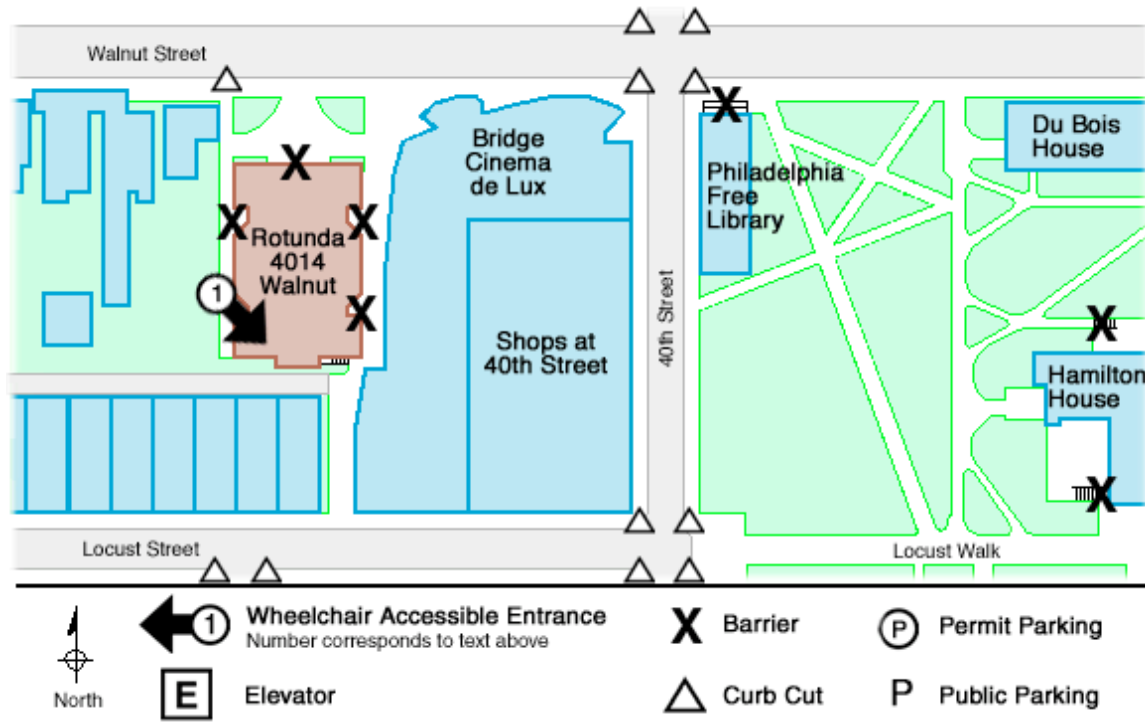 Walnut Street
Bridge
Cinema
de Lux
Du Bois
House
Philadelphia
Free
Library
Rotunda
4014
Walnut
1
40th Street
Shops at
40th Street
Hamilton
House
Locust Street
Locust Walk
1
Wheelchair Accessible Entrance
Number corresponds to text above
X Barrier
P Permit Parking
North
E Elevator
Curb Cut
P Public Parking